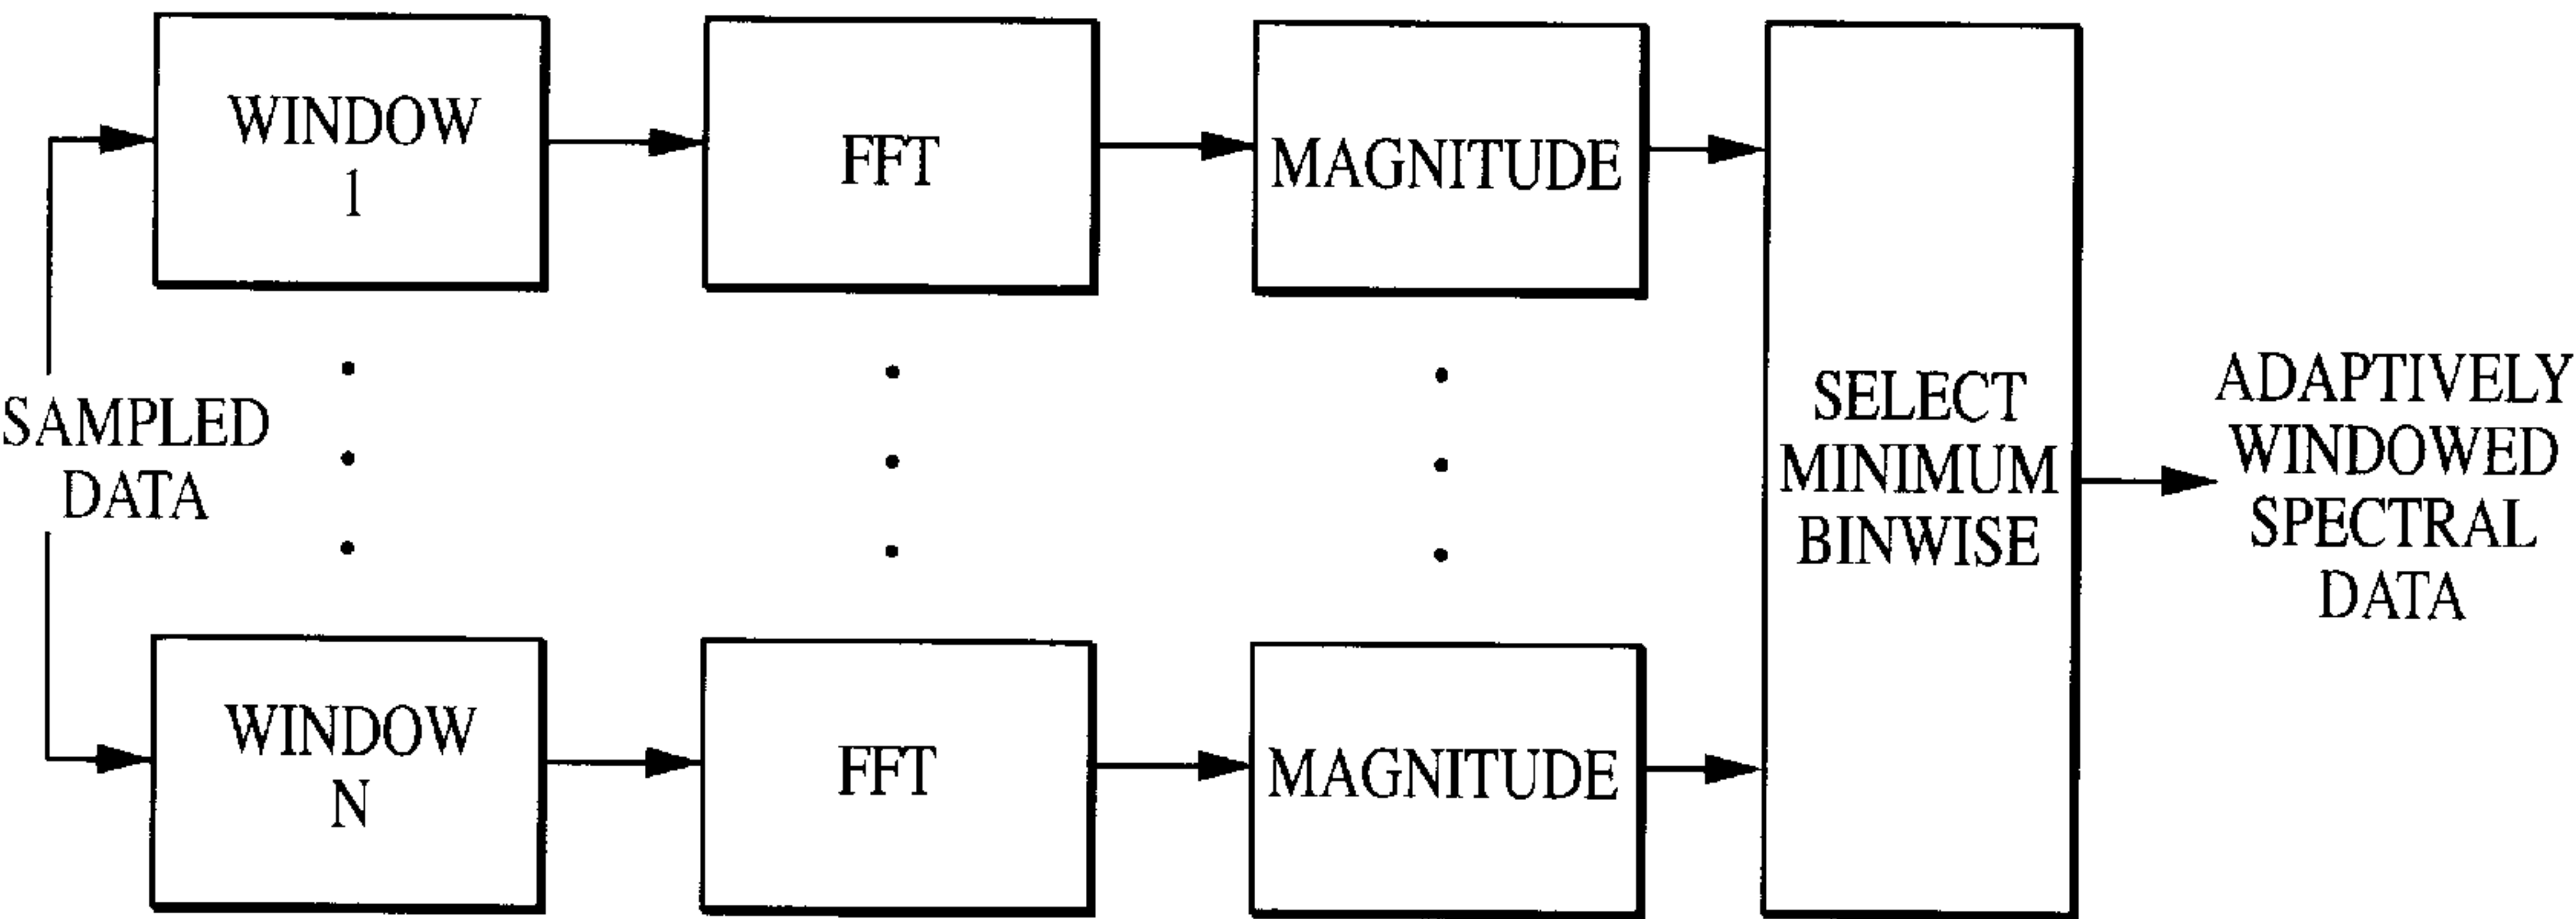 WINDOW
1
FFT
MAGNITUDE
SAMPLED
DATA
SELECT
MINIMUM
BINWISE
ADAPTIVELY
WINDOWED
SPECTRAL
DATA
WINDOW
N
FFT
MAGNITUDE